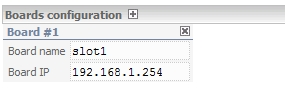 Boards configuration
Board #1
Board name slot1
Board IP 192.168.1.254